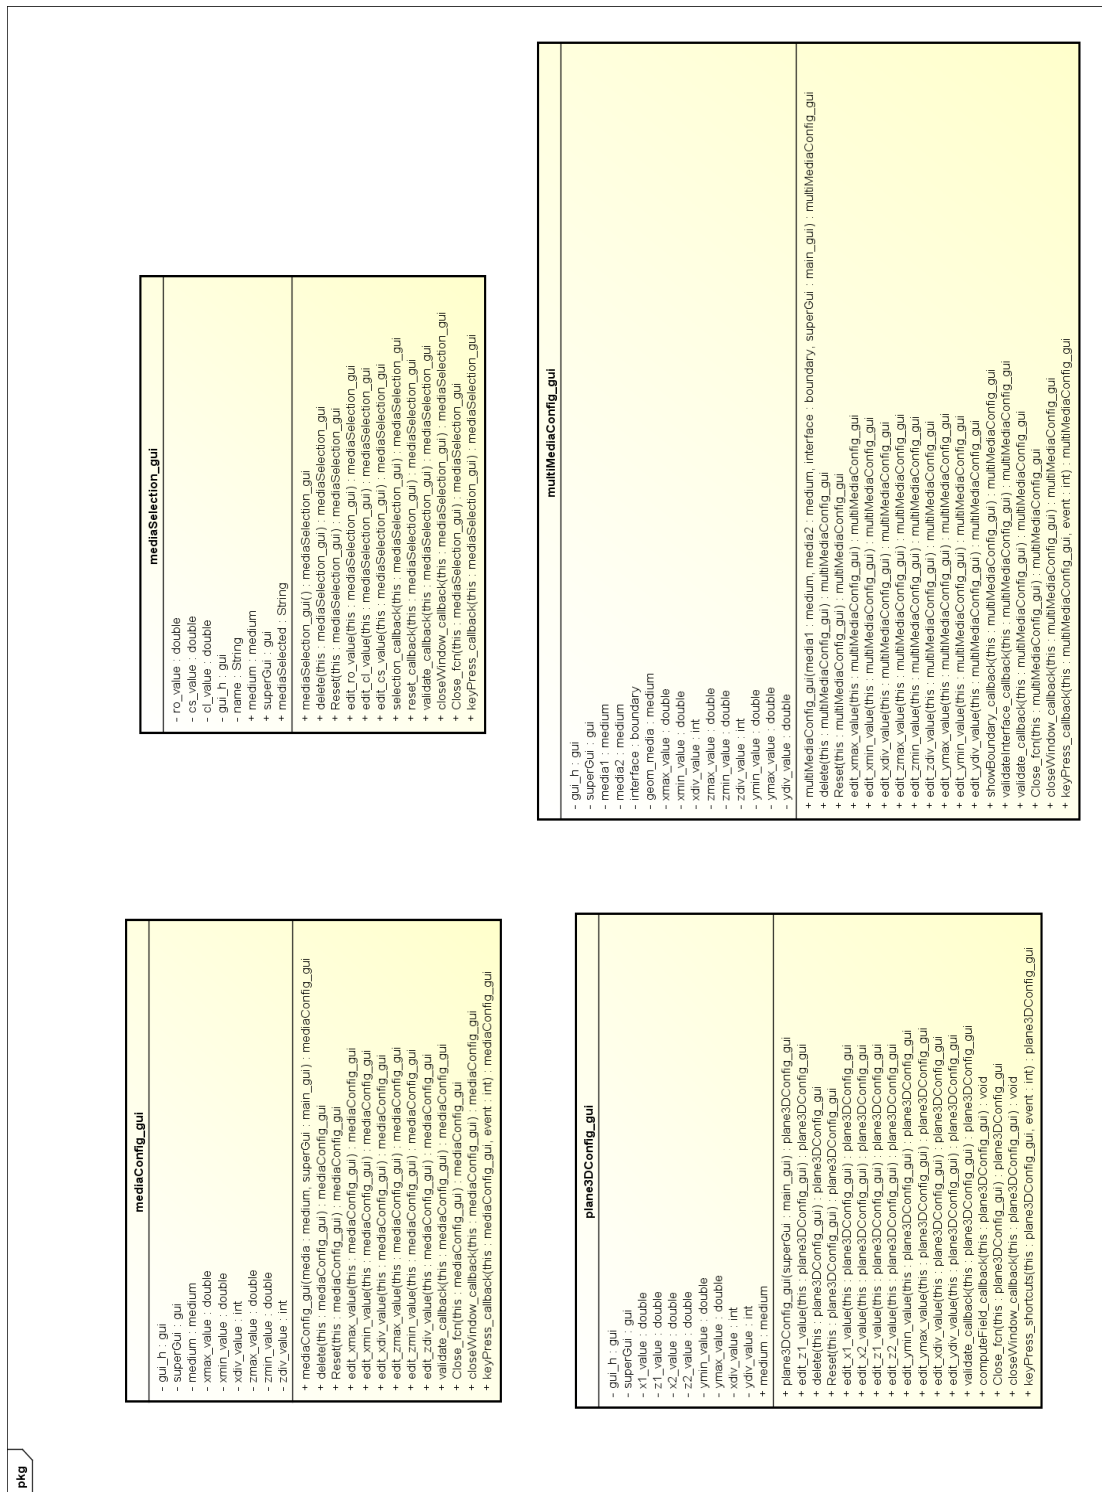 pkg
mediaConfig_gui
- gui_h : gui
- superGui : gui
- medium : medium
- xmax_value : double
- xmin_value : double
- xdiv_value : int
- zmax_value : double
- zmin_value : double
- zdiv_value : int
+ mediaConfig_gui(media : medium, superGui : main_gui) : mediaConfig_gui
+ delete(this : mediaConfig_gui) : mediaConfig_gui
+ Reset(this : mediaConfig_gui) : mediaConfig_gui
+ edit_xmax_value(this : mediaConfig_gui) : mediaConfig_gui
+ edit_xmin_value(this : mediaConfig_gui) : mediaConfig_gui
+ edit_xdiv_value(this : mediaConfig_gui) : mediaConfig_gui
+ edit_zmax_value(this : mediaConfig_gui) : mediaConfig_gui
+ edit_zmin_value(this : mediaConfig_gui) : mediaConfig_gui
+ edit_zdiv_value(this : mediaConfig_gui) : mediaConfig_gui
+ validate_callback(this : mediaConfig_gui) : mediaConfig_gui
+ Close_fcn(this : mediaConfig_gui) : mediaConfig_gui
+ closeWindow_callback(this : mediaConfig_gui) : mediaConfig_gui
+ keyPress_callback(this : mediaConfig_gui, event : int) : mediaConfig_gui
mediaSelection_gui
- ro_value : double
- cs_value : double
- cl_value : double
- gui_h : gui
- name : String
+ medium : medium
+ superGui : gui
+ mediaSelected : String
+ mediaSelection_gui() : mediaSelection_gui
+ delete(this : mediaSelection_gui) : mediaSelection_gui
+ Reset(this : mediaSelection_gui) : mediaSelection_gui
+ edit_ro_value(this : mediaSelection_gui) : mediaSelection_gui
+ edit_cl_value(this : mediaSelection_gui) : mediaSelection_gui
+ edit_cs_value(this : mediaSelection_gui) : mediaSelection_gui
+ selection_callback(this : mediaSelection_gui) : mediaSelection_gui
+ reset_callback(this : mediaSelection_gui) : mediaSelection_gui
+ validate_callback(this : mediaSelection_gui) : mediaSelection_gui
+ closeWindow_callback(this : mediaSelection_gui) : mediaSelection_gui
+ Close_fcn(this : mediaSelection_gui) : mediaSelection_gui
+ keyPress_callback(this : mediaSelection_gui) : mediaSelection_gui
plane3DConfig_gui
- gui_h : gui
- superGui : gui
- x1_value : double
- z1_value : double
- x2_value : double
- z2_value : double
- ymin_value : double
- ymax_value : double
- xdiv_value : int
- ydiv_value : int
+ medium : medium
+ plane3DConfig_gui(superGui : main_gui) : plane3DConfig_gui
+ edit_z1_value(this : plane3DConfig_gui) : plane3DConfig_gui
+ delete(this : plane3DConfig_gui) : plane3DConfig_gui
+ Reset(this : plane3DConfig_gui) : plane3DConfig_gui
+ edit_x1_value(this : plane3DConfig_gui) : plane3DConfig_gui
+ edit_x2_value(this : plane3DConfig_gui) : plane3DConfig_gui
+ edit_z1_value(this : plane3DConfig_gui) : plane3DConfig_gui
+ edit_z2_value(this : plane3DConfig_gui) : plane3DConfig_gui
+ edit_ymin_value(this : plane3DConfig_gui) : plane3DConfig_gui
+ edit_ymax_value(this : plane3DConfig_gui) : plane3DConfig_gui
+ edit_xdiv_value(this : plane3DConfig_gui) : plane3DConfig_gui
+ edit_ydiv_value(this : plane3DConfig_gui) : plane3DConfig_gui
+ validate_callback(this : plane3DConfig_gui) : plane3DConfig_gui
+ computeField_callback(this : plane3DConfig_gui) : void
+ Close_fcn(this : plane3DConfig_gui) : plane3DConfig_gui
+ closeWindow_callback(this : plane3DConfig_gui) : void
+ keyPress_shortcuts(this : plane3DConfig_gui, event : int) : plane3DConfig_gui
multiMediaConfig_gui
- gui_h : gui
- superGui : gui
- media1 : medium
- media2 : medium
- interface : boundary
- geom_media : medium
- xmax_value : double
- xmin_value : double
- xdiv_value : int
- zmax_value : double
- zmin_value : double
- zdiv_value : int
- ymin_value : double
- ymax_value : double
- ydiv_value : double
+ multiMediaConfig_gui(media1 : medium, media2 : medium, interface : boundary, superGui : main_gui) : multiMediaConfig_gui
+ delete(this : multiMediaConfig_gui) : multiMediaConfig_gui
+ Reset(this : multiMediaConfig_gui) : multiMediaConfig_gui
+ edit_xmax_value(this : multiMediaConfig_gui) : multiMediaConfig_gui
+ edit_xmin_value(this : multiMediaConfig_gui) : multiMediaConfig_gui
+ edit_xdiv_value(this : multiMediaConfig_gui) : multiMediaConfig_gui
+ edit_zmax_value(this : multiMediaConfig_gui) : multiMediaConfig_gui
+ edit_zmin_value(this : multiMediaConfig_gui) : multiMediaConfig_gui
+ edit_zdiv_value(this : multiMediaConfig_gui) : multiMediaConfig_gui
+ edit_ymax_value(this : multiMediaConfig_gui) : multiMediaConfig_gui
+ edit_ymin_value(this : multiMediaConfig_gui) : multiMediaConfig_gui
+ edit_ydiv_value(this : multiMediaConfig_gui) : multiMediaConfig_gui
+ showBoundary_callback(this : multiMediaConfig_gui) : multiMediaConfig_gui
+ validateInterface_callback(this : multiMediaConfig_gui) : multiMediaConfig_gui
+ validate_callback(this : multiMediaConfig_gui) : multiMediaConfig_gui
+ Close_fcn(this : multiMediaConfig_gui) : multiMediaConfig_gui
+ closeWindow_callback(this : multiMediaConfig_gui) : multiMediaConfig_gui
+ keyPress_callback(this : multiMediaConfig_gui, event : int) : multiMediaConfig_gui